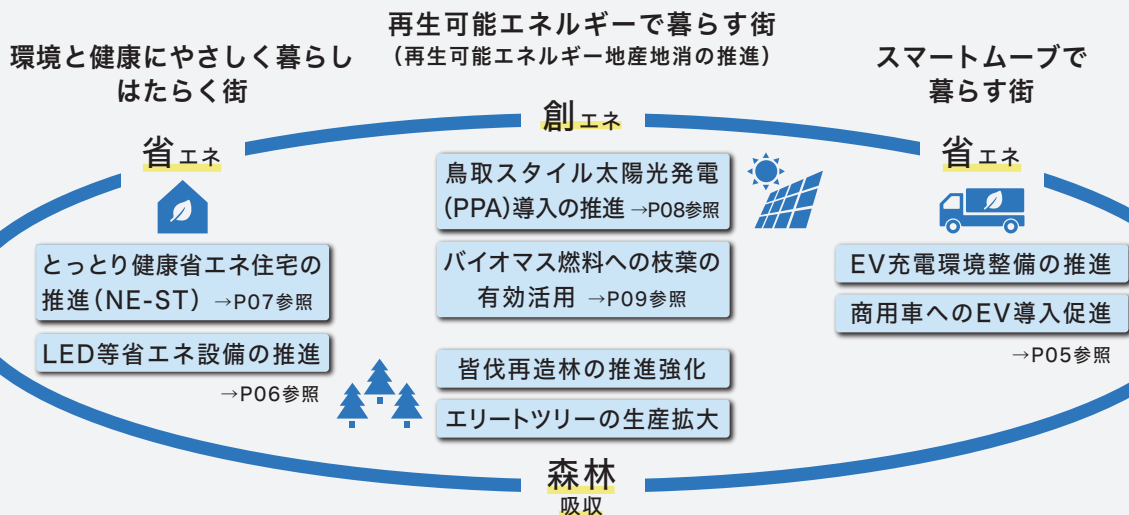 環境と健康にやさしく暮らし
はたらく街
省エネ
とっとり健康省エネ住宅の
推進(NE-ST) →P07参照
LED等省エネ設備の推進
→P06参照
再生可能エネルギーで暮らす街
(再生可能エネルギー地産地消の推進)
創エネ
鳥取スタイル太陽光発電
(PPA)導入の推進 →P08参照
バイオマス燃料への枝葉の
有効活用 →P09参照
皆伐再造林の推進強化
エリートツリーの生産拡大
森林
吸収
スマートムーブで
暮らす街
省エネ
EV充電環境整備の推進
商用車へのEV導入促進
→P05参照